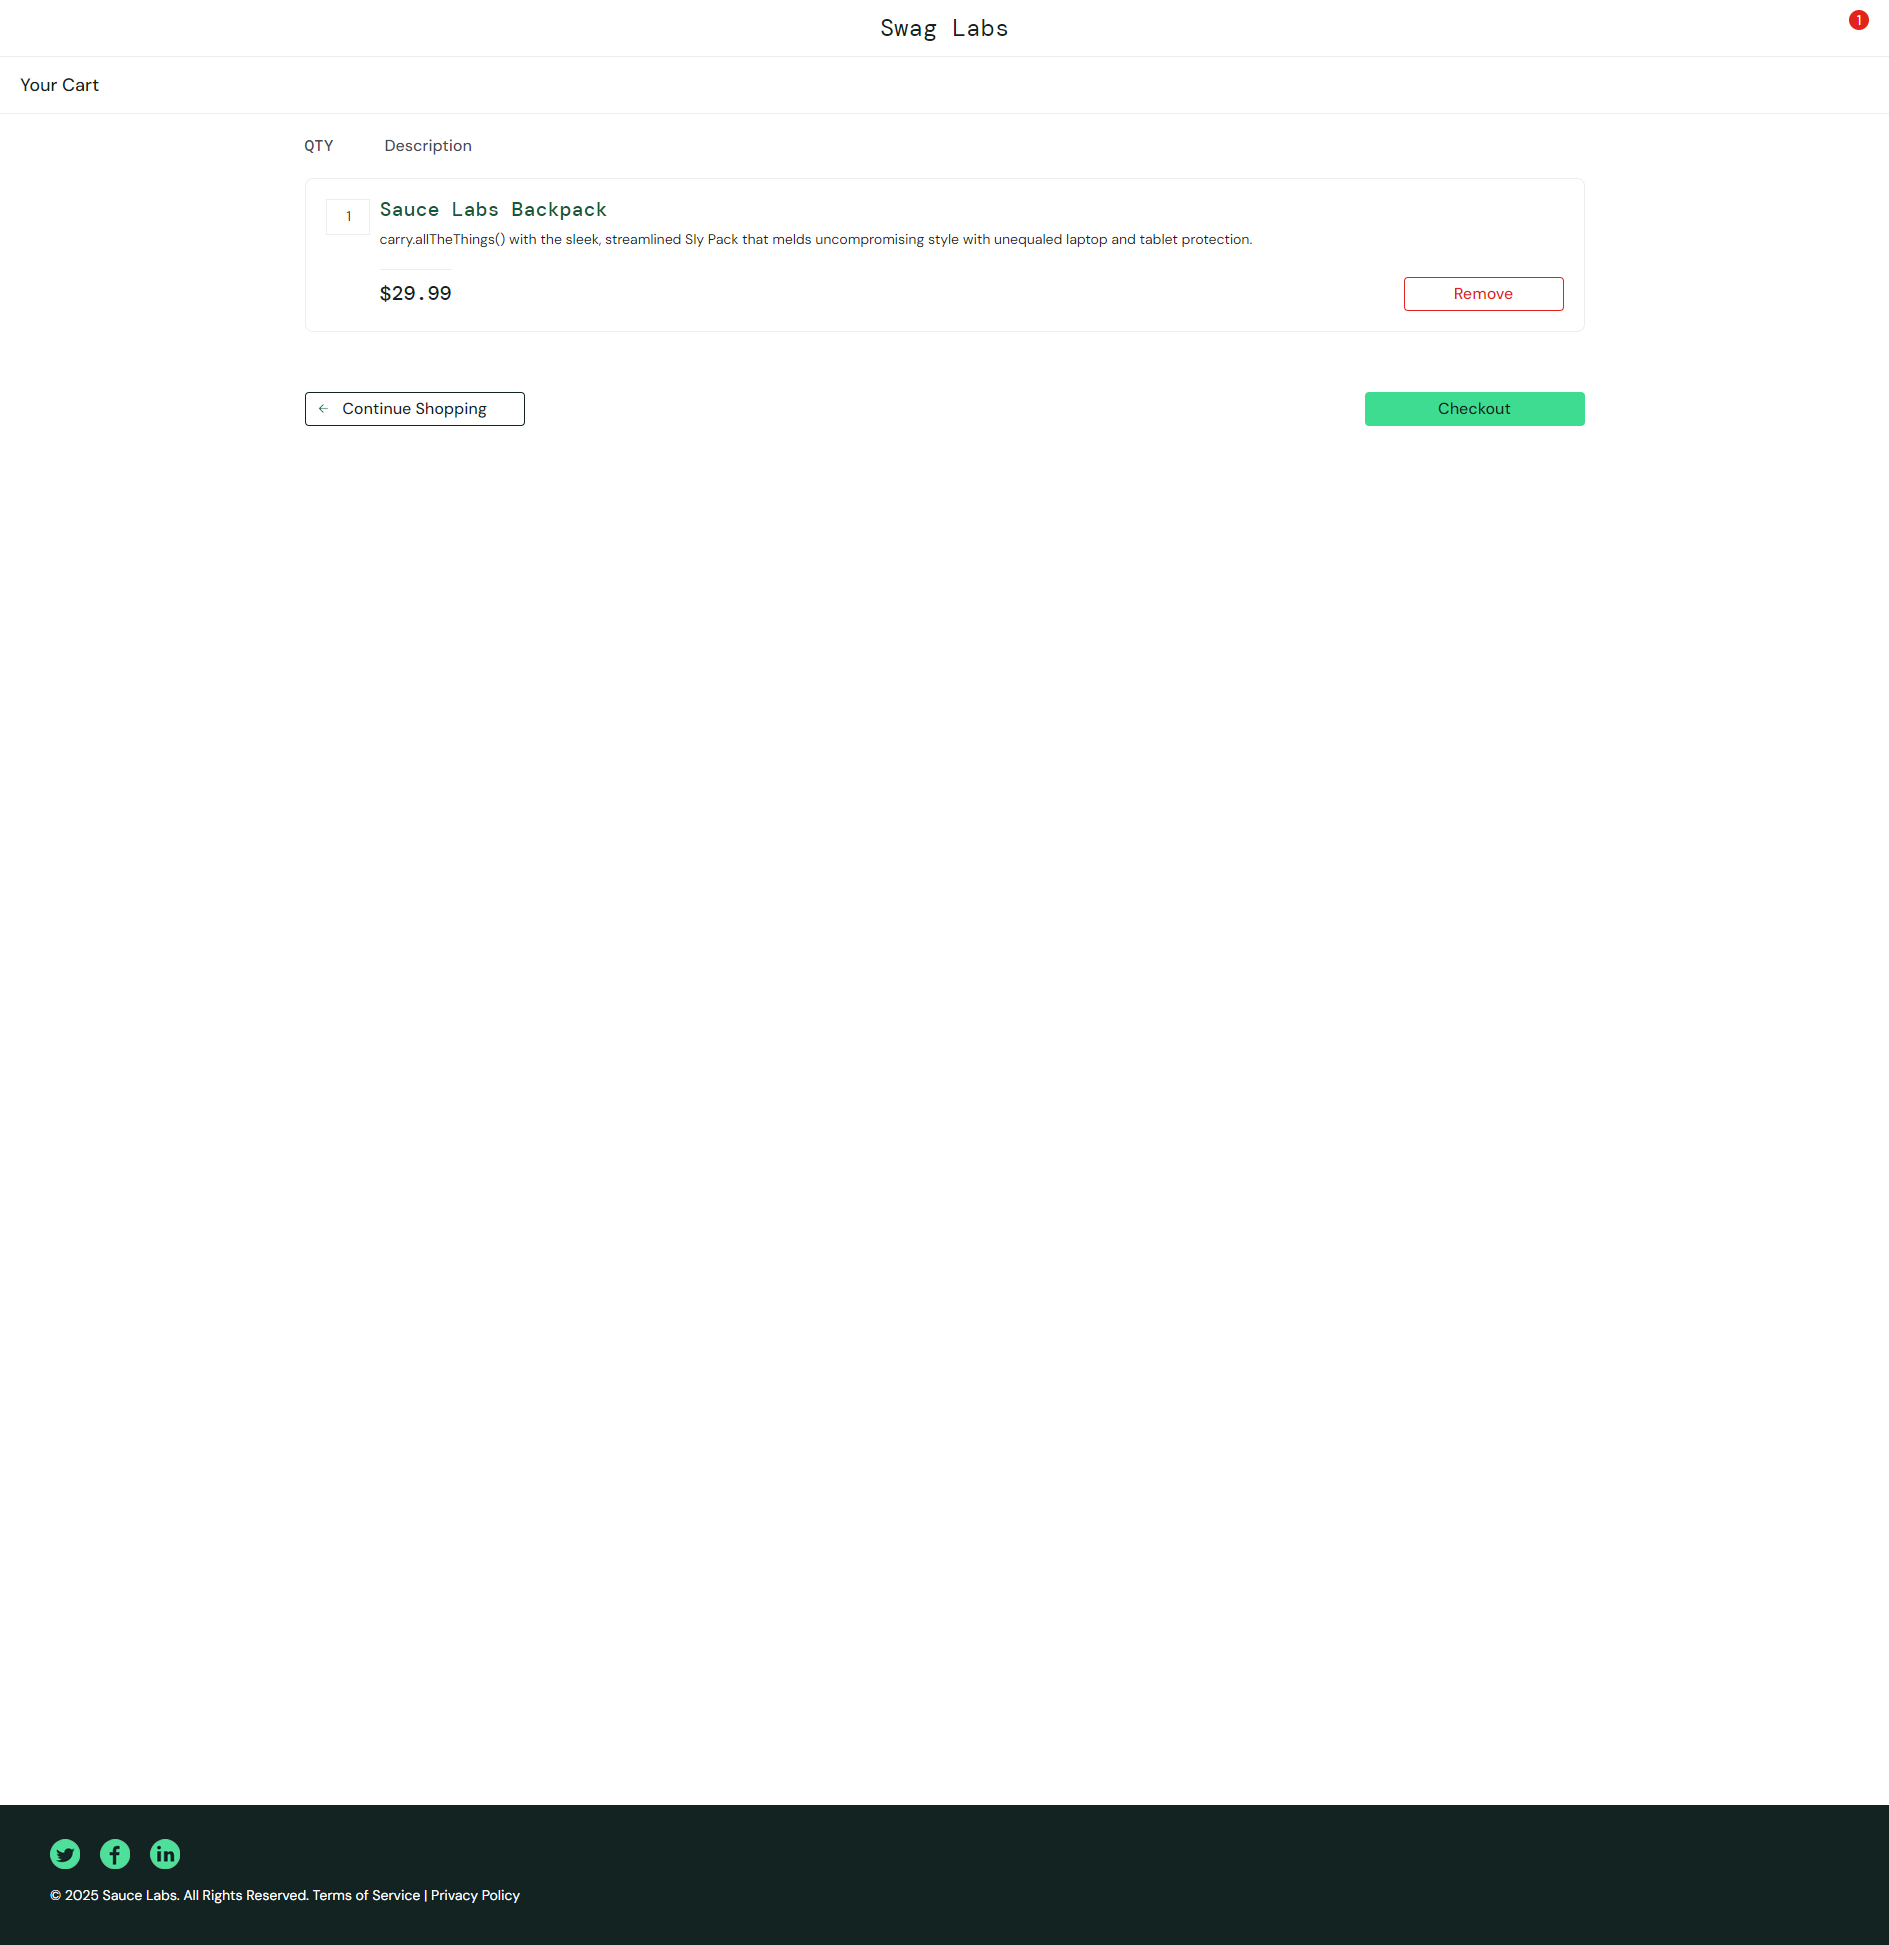 Swag Labs
1
Your Cart
QTY Description
1
Sauce Labs Backpack
carry.allTheThings() with the sleek, streamlined Sly Pack that melds uncompromising style with unequaled laptop and tablet protection.
$29.99
Remove
Continue Shopping
Checkout
© 2025 Sauce Labs. All Rights Reserved. Terms of Service | Privacy Policy